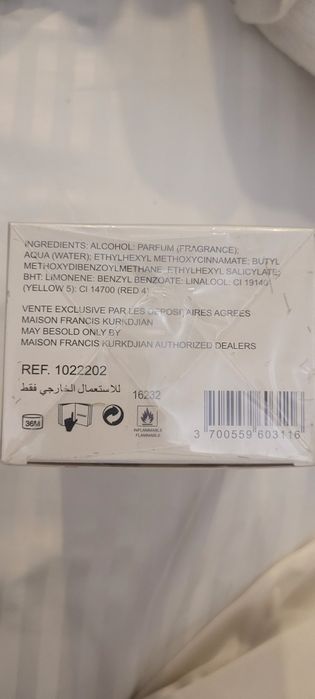 INGREDIENTS: ALCOHOL: PARFUM (FRAGRANCE);
AQUA (WATER); ETHYLHEXYL METHOXYCINNAMATE; BUTYL
METHOXYDIBENZOYLMETHANE; ETHYLHEXYL SALICYLATE;
BHT: LIMONENE: BENZYL BENZOATE: LINALOOL: CI 19140
(YELLOW 5): CI 14700 (RED 4)
VENTE EXCLUSIVE PAR LES DEPOSITAIRES AGREES
MAISON FRANCIS KURKDJIAN
MAY BESOLD ONLY BY
MAISON FRANCIS KURKDJIAN AUTHORIZED DEALERS
REF. 1022202
للاستعمال الخارجي فقط
16232
36M
INFLAMMABLE
FLAMMABLE
3 700559 603116